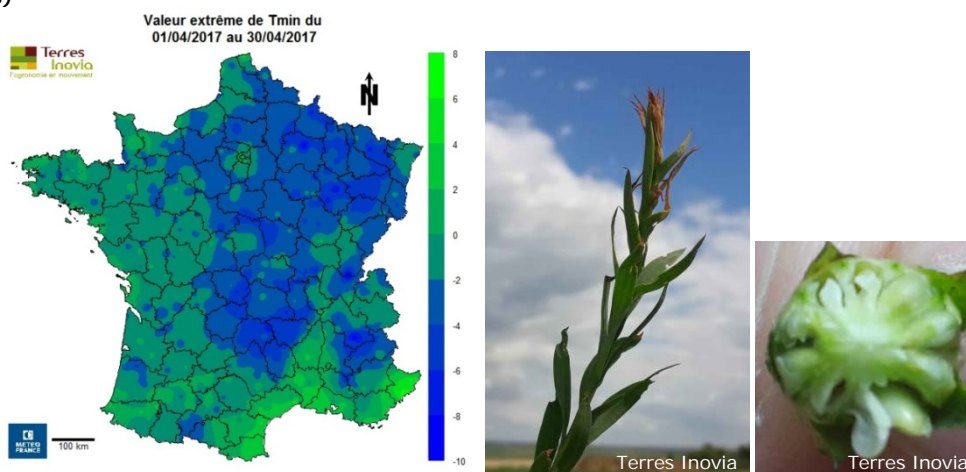 Valeur extrême de Tmin du
01/04/2017 au 30/04/2017
Terres
Inovia
l'agronomie en mouvement
N
8
6
4
2
0
-2
-4
-6
-8
-10
METEO
FRANCE
100 km
Terres Inovia
Terres Inovia